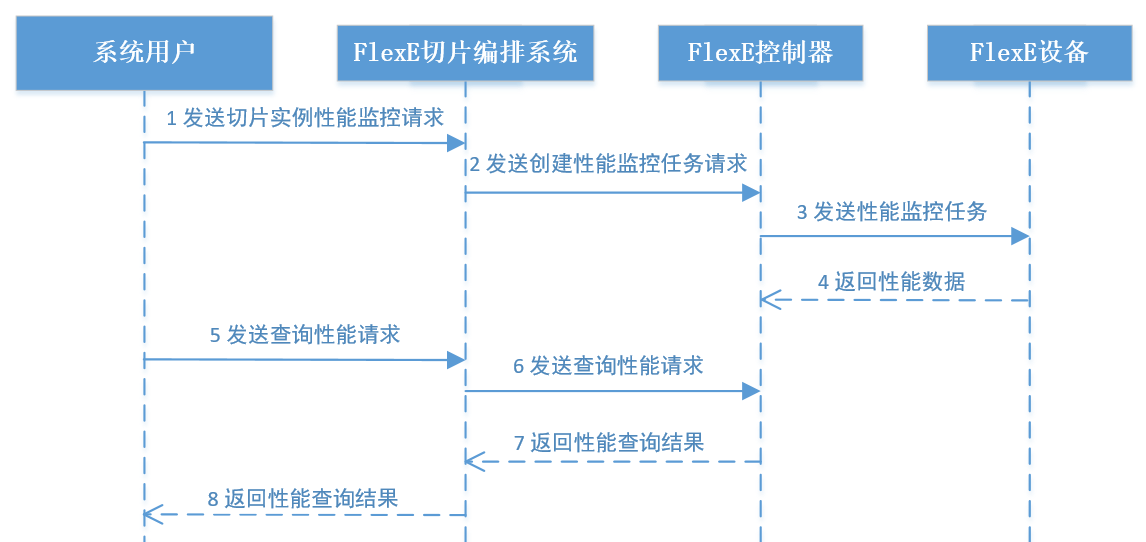 系统用户
FlexE切片编排系统
FlexE控制器
FlexE设备
1 发送切片实例性能监控请求
2 发送创建性能监控任务请求
3 发送性能监控任务
4 返回性能数据
5 发送查询性能请求
6 发送查询性能请求
7 返回性能查询结果
8 返回性能查询结果